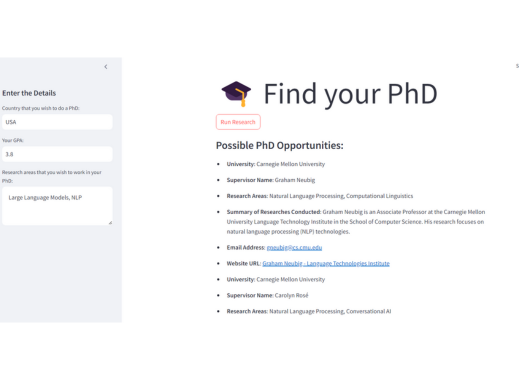 Enter the Details
Country that you wish to do a PhD:
USA
Your GPA:
3.8
Research areas that you wish to work in your
PhD:
Large Language Models, NLP
Find your PhD
Run Research
Possible PhD Opportunities:
University: Carnegie Mellon University
Supervisor Name: Graham Neubig
Research Areas: Natural Language Processing, Computational Linguistics
Summary of Researches Conducted: Graham Neubig is an Associate Professor at the Carnegie Mellon
University Language Technology Institute in the School of Computer Science. His research focuses on
natural language processing (NLP) technologies.
Email Address: gneubig@cs.cmu.edu
Website URL: Graham Neubig - Language Technologies Institute
University: Carnegie Mellon University
Supervisor Name: Carolyn Rosé
Research Areas: Natural Language Processing, Conversational AI